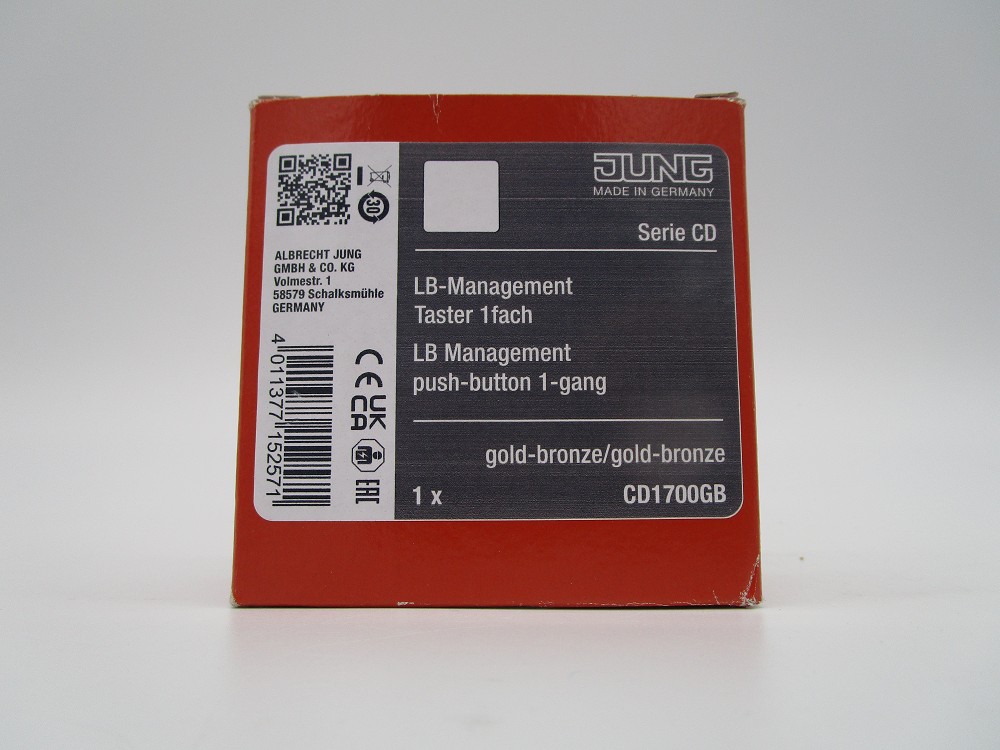 30
ALBRECHT JUNG
GMBH & CO. KG
Volmestr. 1
58579 Schalksmühle
GERMANY
4 011377 152571
CE
UK
CA
EAC
JUNG
MADE IN GERMANY
Serie CD
LB-Management
Taster 1fach
LB Management
push-button 1-gang
gold-bronze/gold-bronze
1 x
CD1700GB